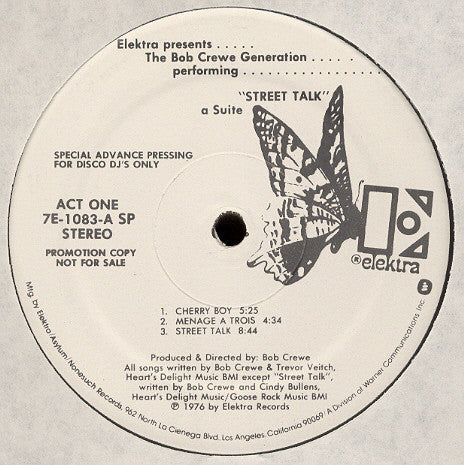 Elektra presents . . . . .
The Bob Crewe Generation . . . . .
performing . . . . . . . . . . . . . . . . .
"STREET TALK"
a Suite
SPECIAL ADVANCE PRESSING
FOR DISCO DJ'S ONLY
ACT ONE
7E-1083-A SP
STEREO
PROMOTION COPY
NOT FOR SALE
®elektra
1. CHERRY BOY 5:25
2. MENAGE A TROIS 4:34
3. STREET TALK 8:44
Produced & Directed by: Bob Crewe
All songs written by Bob Crewe & Trevor Veitch,
Heart's Delight Music BMI except "Street Talk",
written by Bob Crewe and Cindy Bullens,
Heart's Delight Music/Goose Rock Music BMI
℗ 1976 by Elektra Records
Mfg. by Elektra/Asylum/Nonesuch Records, 962 North La Cienega Blvd., Los Angeles, California 90069/A Division of Warner Communications Inc.